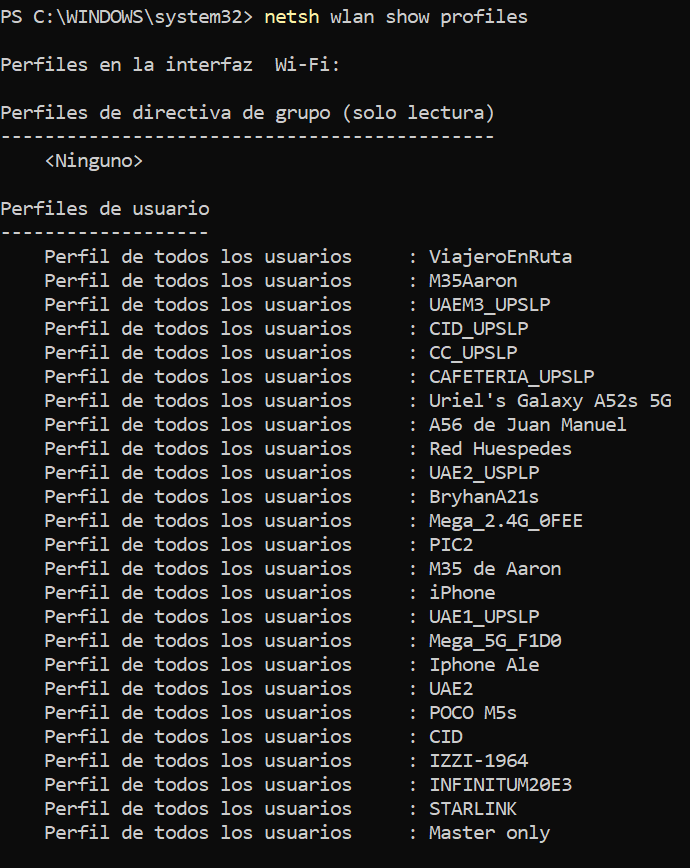 PS C:\WINDOWS\system32> netsh wlan show profiles
Perfiles en la interfaz  Wi-Fi:
Perfiles de directiva de grupo (solo lectura)
---------------------------------------------
    <Ninguno>
Perfiles de usuario
-------------------
    Perfil de todos los usuarios     : ViajeroEnRuta
    Perfil de todos los usuarios     : M35Aaron
    Perfil de todos los usuarios     : UAEM3_UPSLP
    Perfil de todos los usuarios     : CID_UPSLP
    Perfil de todos los usuarios     : CC_UPSLP
    Perfil de todos los usuarios     : CAFETERIA_UPSLP
    Perfil de todos los usuarios     : Uriel's Galaxy A52s 5G
    Perfil de todos los usuarios     : A56 de Juan Manuel
    Perfil de todos los usuarios     : Red Huespedes
    Perfil de todos los usuarios     : UAE2_USPLP
    Perfil de todos los usuarios     : BryhanA21s
    Perfil de todos los usuarios     : Mega_2.4G_0FEE
    Perfil de todos los usuarios     : PIC2
    Perfil de todos los usuarios     : M35 de Aaron
    Perfil de todos los usuarios     : iPhone
    Perfil de todos los usuarios     : UAE1_UPSLP
    Perfil de todos los usuarios     : Mega_5G_F1D0
    Perfil de todos los usuarios     : Iphone Ale
    Perfil de todos los usuarios     : UAE2
    Perfil de todos los usuarios     : POCO M5s
    Perfil de todos los usuarios     : CID
    Perfil de todos los usuarios     : IZZI-1964
    Perfil de todos los usuarios     : INFINITUM20E3
    Perfil de todos los usuarios     : STARLINK
    Perfil de todos los usuarios     : Master only